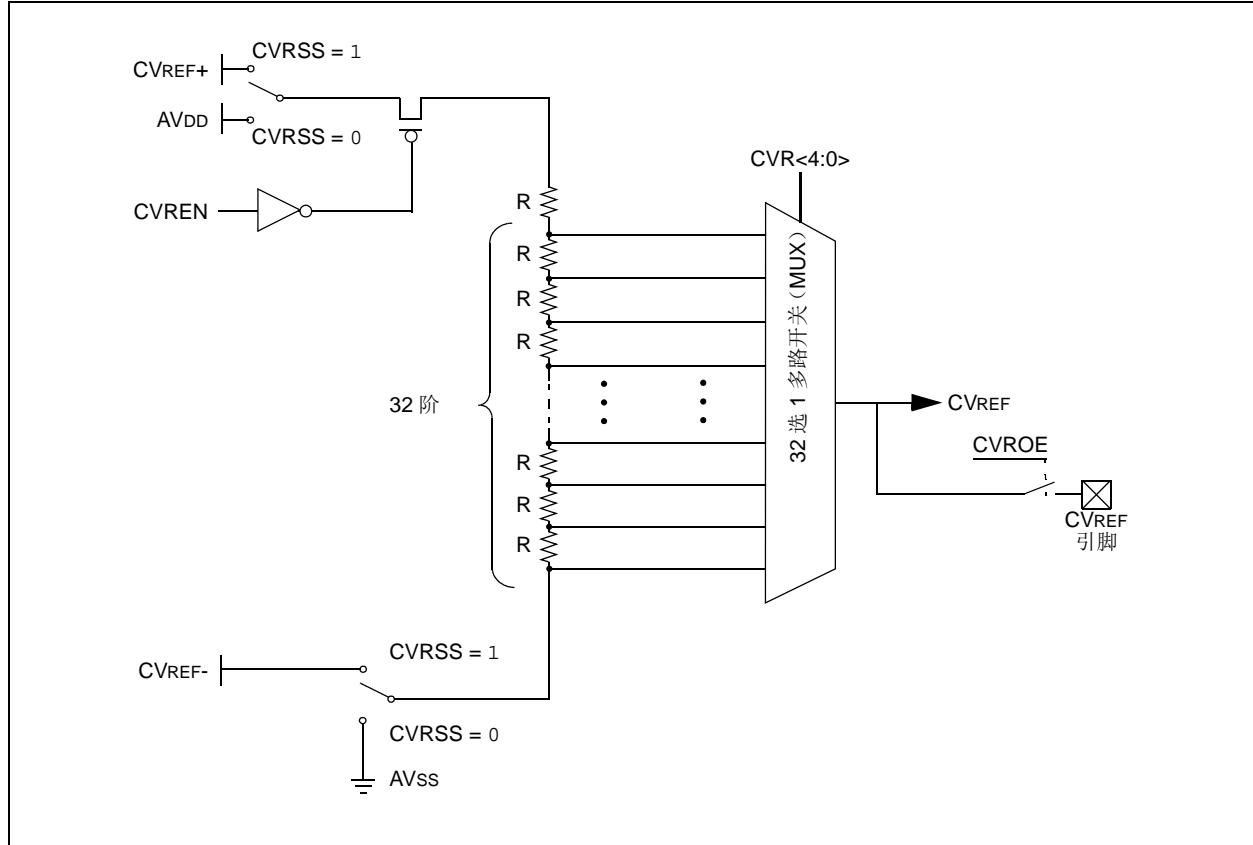 CVRSS = 1
CVREF+
AVDD
CVRSS = 0
CVREN
CVR<4:0>
R
R
R
R
32 阶
R
R
R
32 选 1 多路开关（MUX）
CVREF
CVROE
CVREF
引脚
CVRSS = 1
CVREF-
CVRSS = 0
AVSS